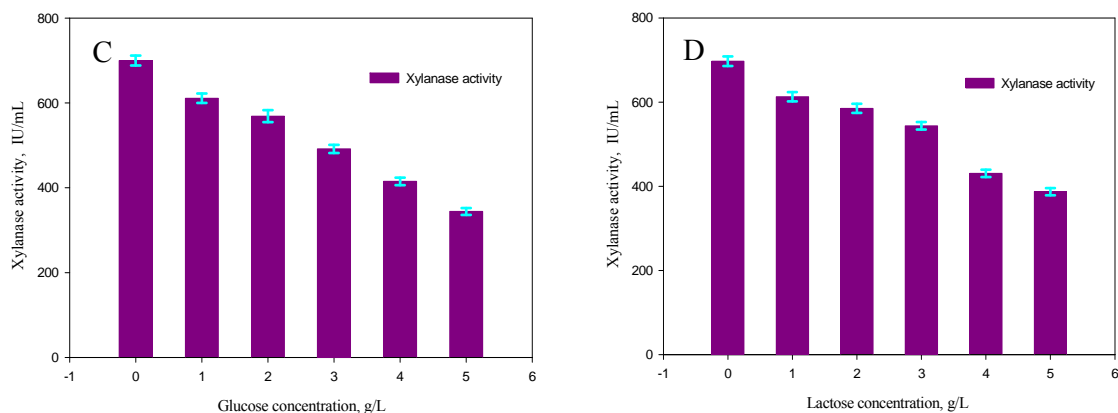 C
Xylanase activity
Xylanase activity, IU/mL
800
600
400
200
0
-1 0 1 2 3 4 5 6
Glucose concentration, g/L
D
Xylanase activity
Xylanase activity, IU/mL
800
600
400
200
0
-1 0 1 2 3 4 5 6
Lactose concentration, g/L